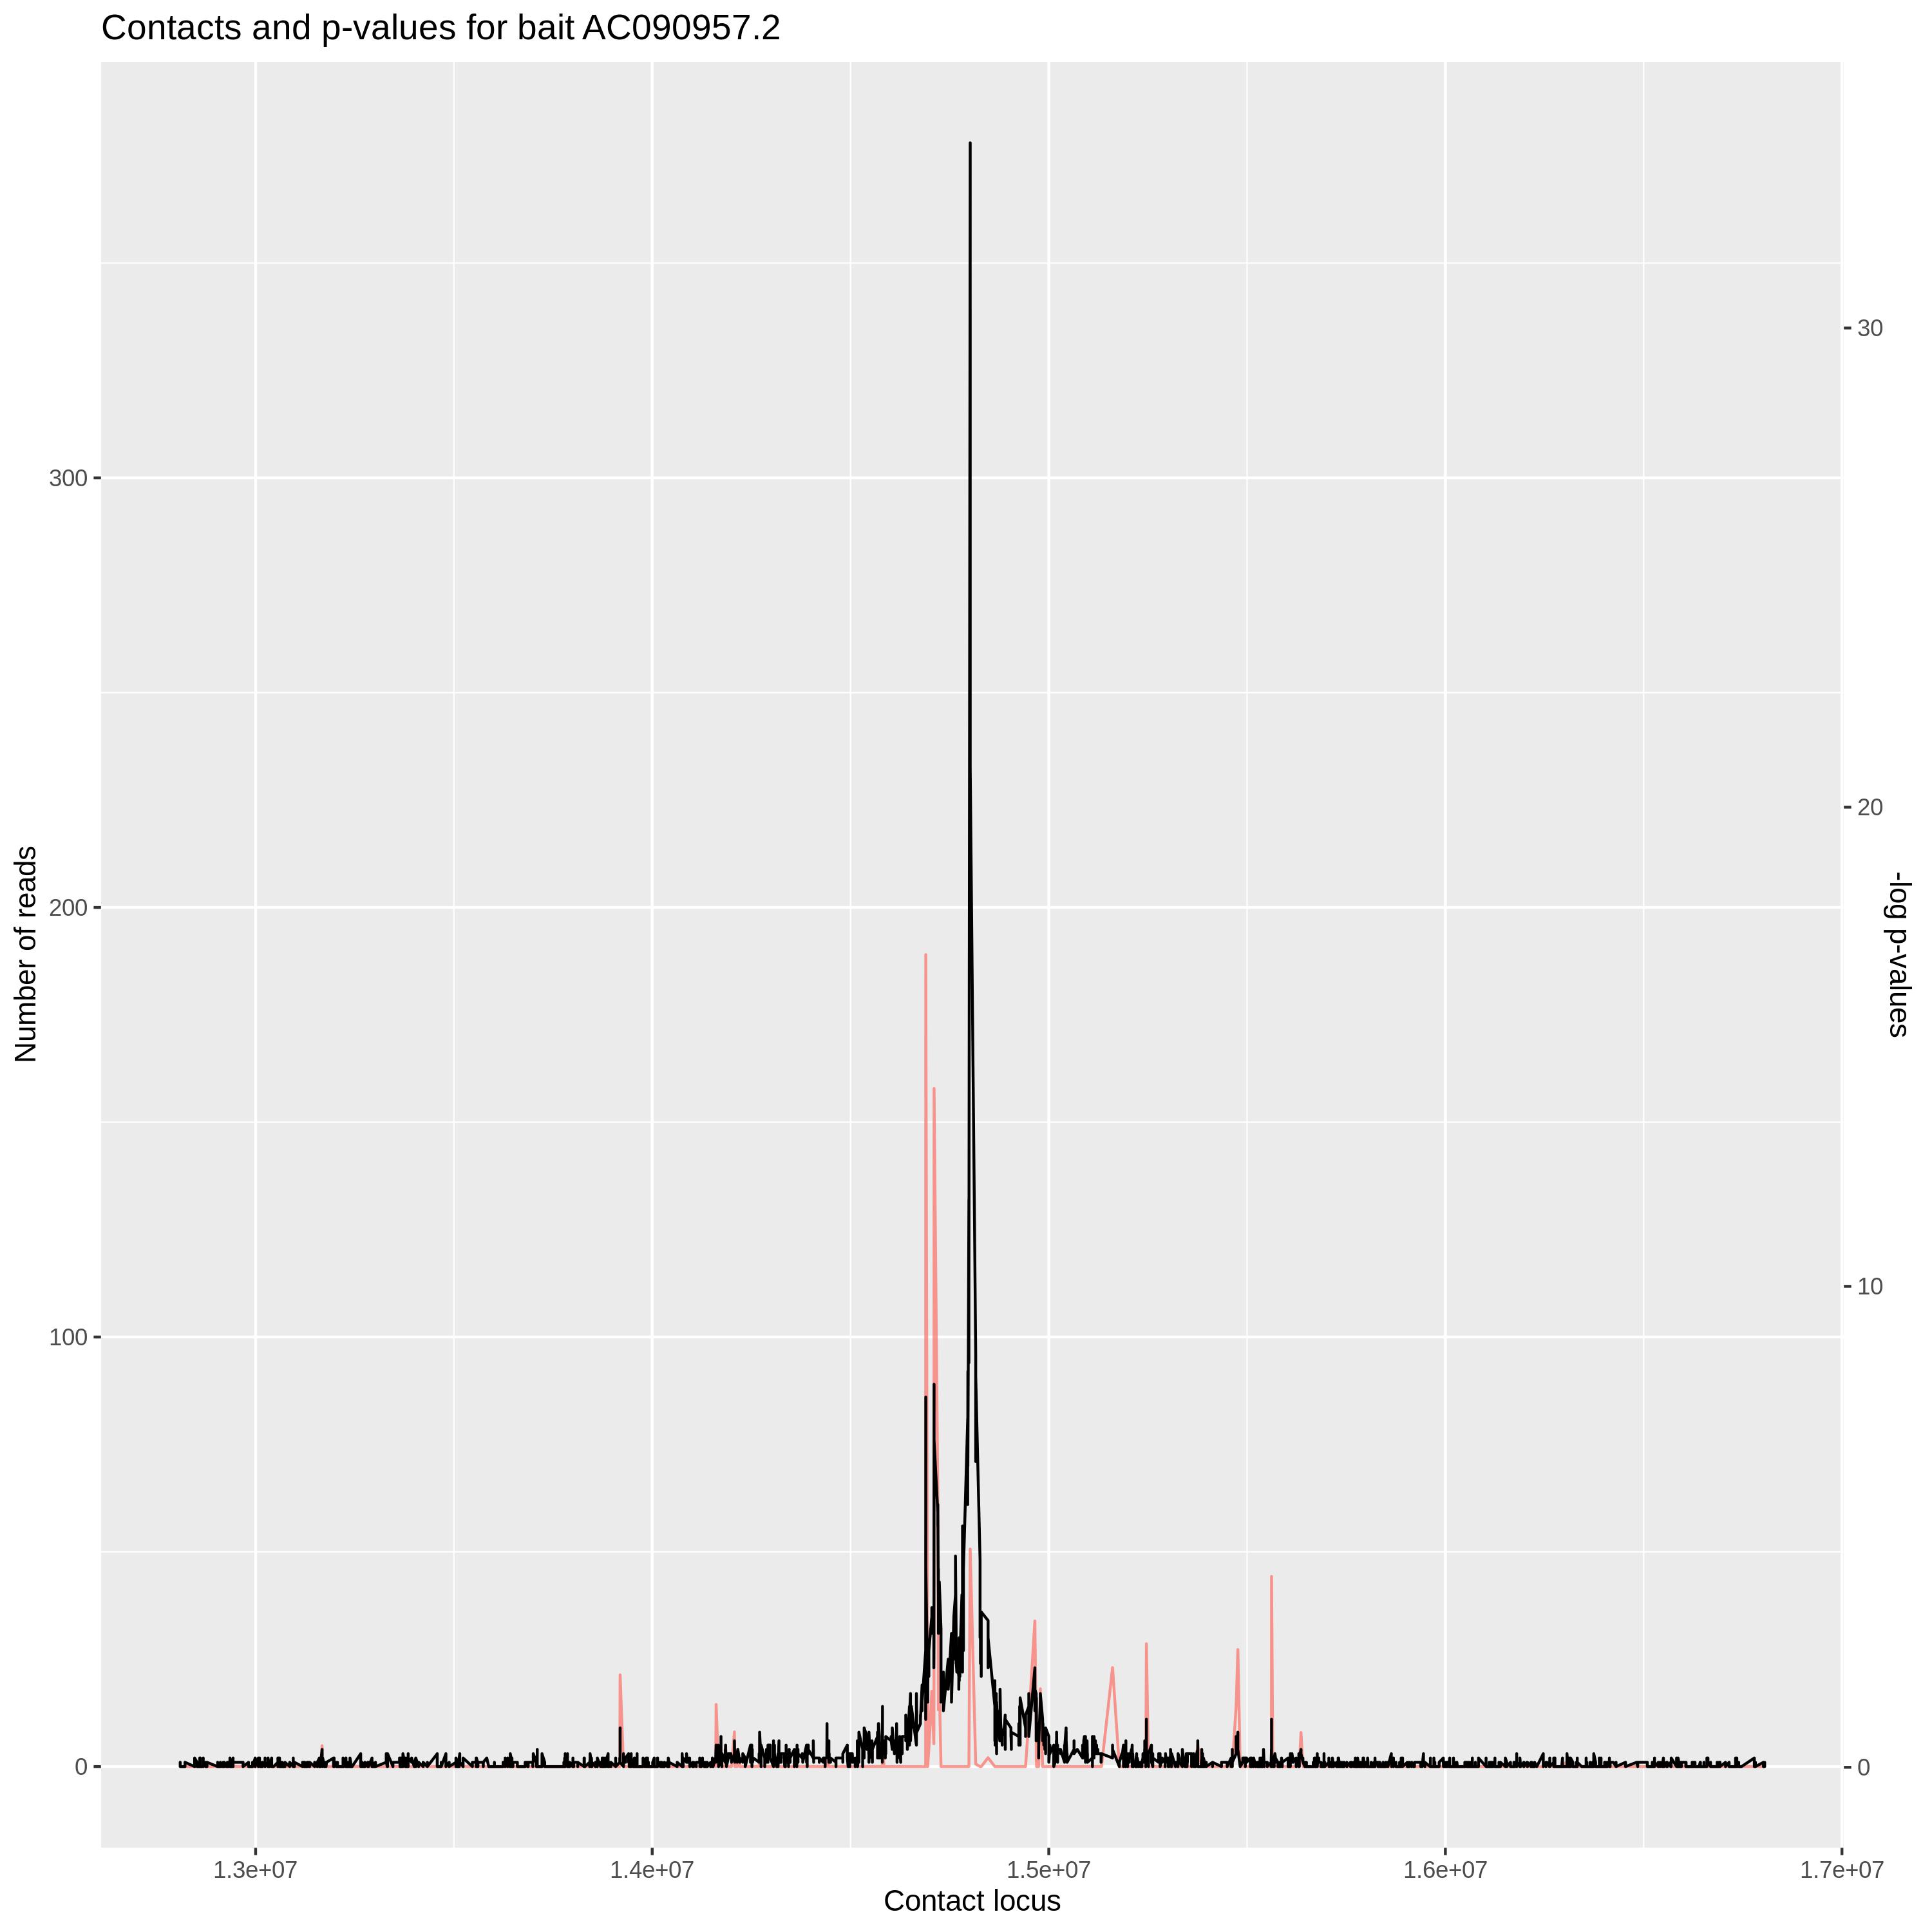 Contacts and p-values for bait AC090957.2
300
200
100
0
30
20
10
0
Number of reads
-log p-values
1.3e+07
1.4e+07
1.5e+07
1.6e+07
1.7e+07
Contact locus